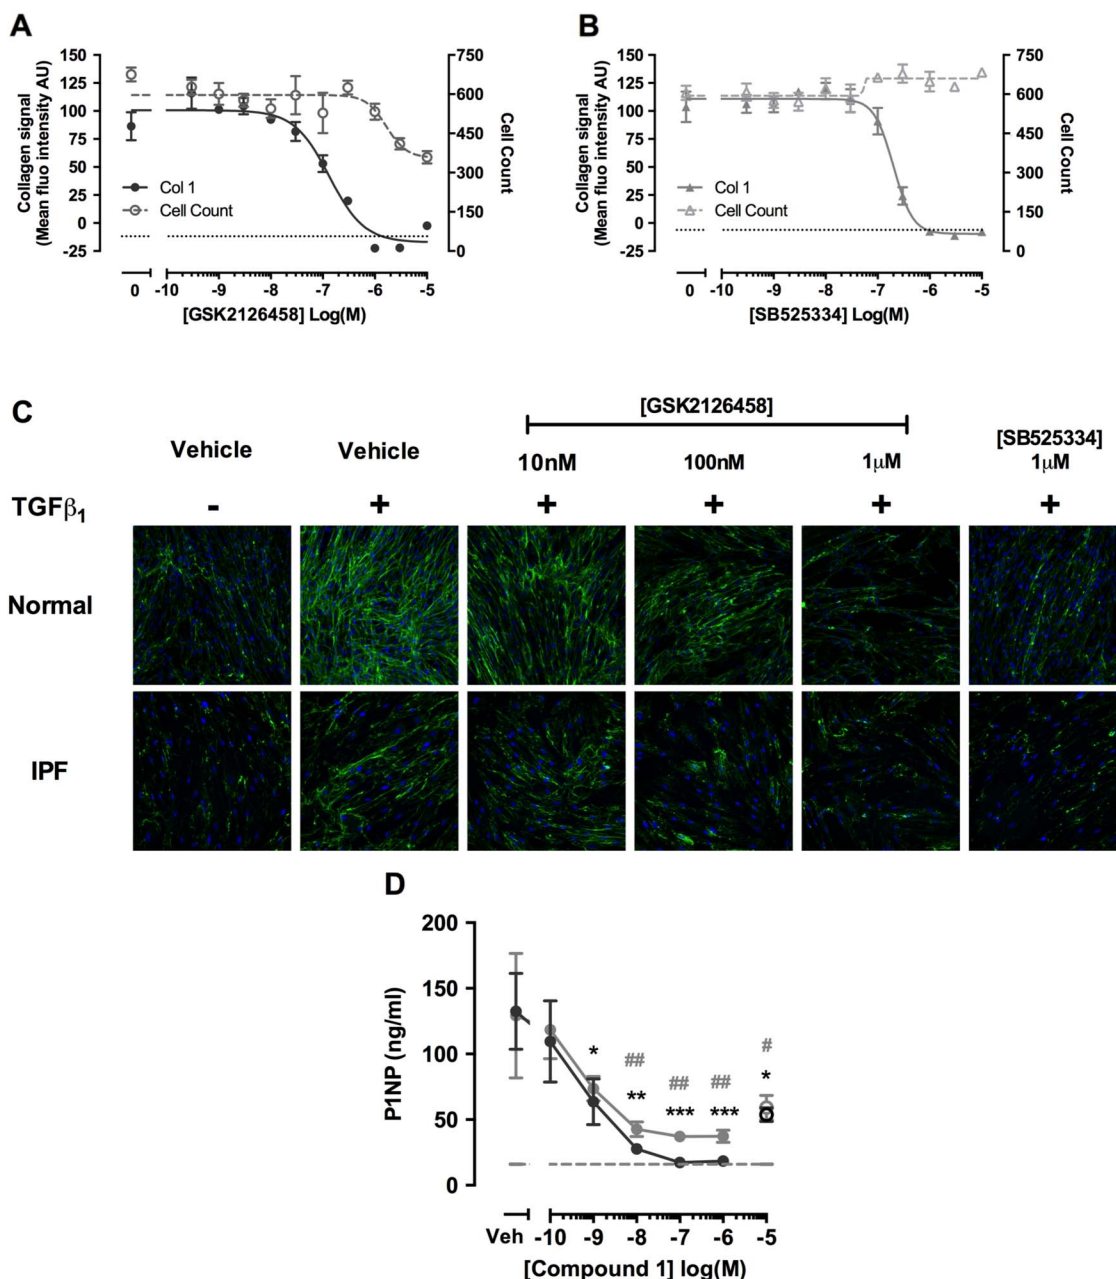 A
B
150
125
100
75
50
25
0
-25
Collagen signal
(Mean fluo intensity AU)
750
600
450
300
150
0
Cell Count
Col 1
Cell Count
0 -10 -9 -8 -7 -6 -5
[GSK2126458] Log(M)
150
125
100
75
50
25
0
-25
Collagen signal
(Mean fluo intensity AU)
750
600
450
300
150
0
Cell Count
Col 1
Cell Count
0 -10 -9 -8 -7 -6 -5
[SB525334] Log(M)
C
[GSK2126458]
[SB525334]
Vehicle Vehicle 10nM 100nM 1μM 1μM
TGFβ1 - + + + + +
Normal
IPF
D
200
150
100
50
0
P1NP (ng/ml)
* ## ## ## #
** *** *** *
Veh -10 -9 -8 -7 -6 -5
[Compound 1] log(M)